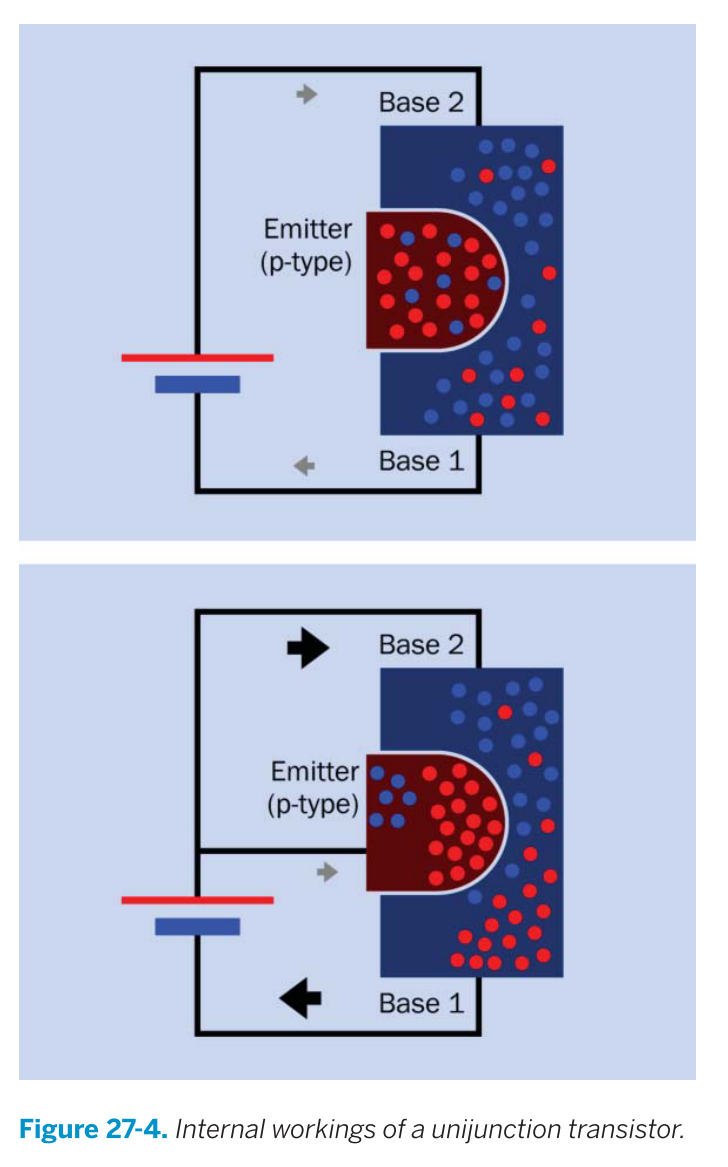 Base 2
Emitter
(p-type)
Base 1
Base 2
Emitter
(p-type)
Base 1
Figure 27-4. Internal workings of a unijunction transistor.